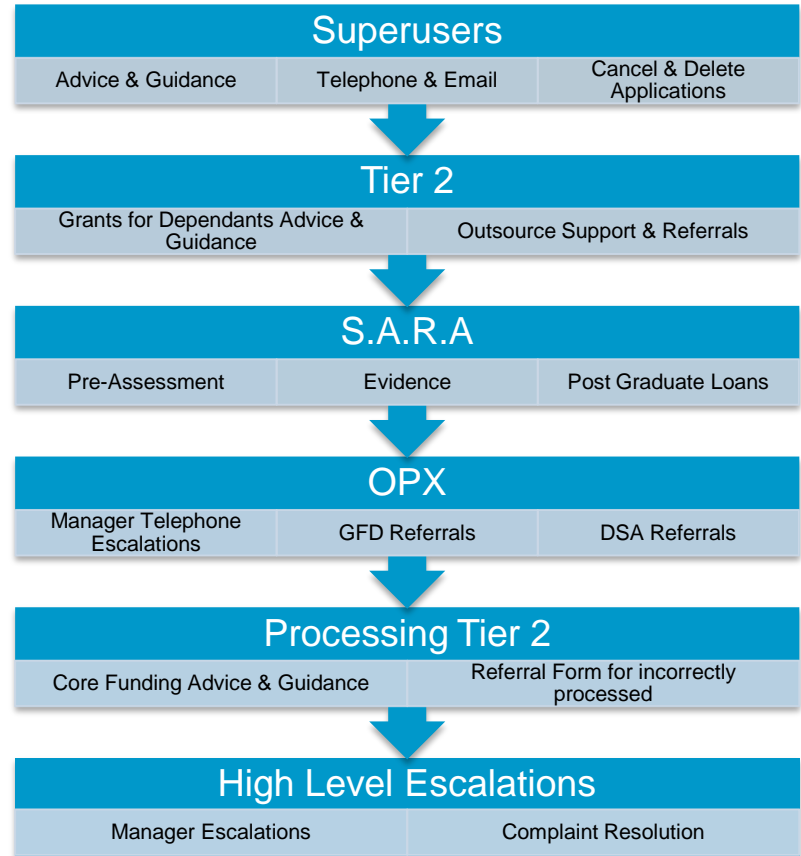 Superusers
Advice & Guidance
Telephone & Email
Cancel & Delete
Applications
Tier 2
Grants for Dependants Advice &
Guidance
Outsource Support & Referrals
S.A.R.A
Pre-Assessment
Evidence
Post Graduate Loans
OPX
Manager Telephone
Escalations
GFD Referrals
DSA Referrals
Processing Tier 2
Core Funding Advice & Guidance
Referral Form for incorrectly
processed
High Level Escalations
Manager Escalations
Complaint Resolution